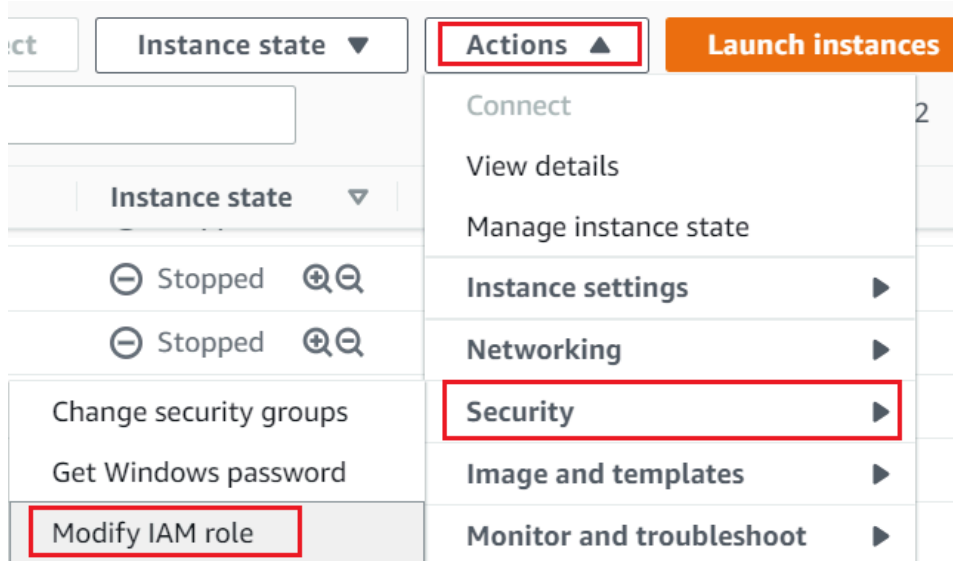 ct
Instance state
Actions
Launch instances
Connect
2
View details
Instance state
Manage instance state
Stopped
Instance settings
Stopped
Networking
Change security groups
Security
Get Windows password
Image and templates
Modify IAM role
Monitor and troubleshoot